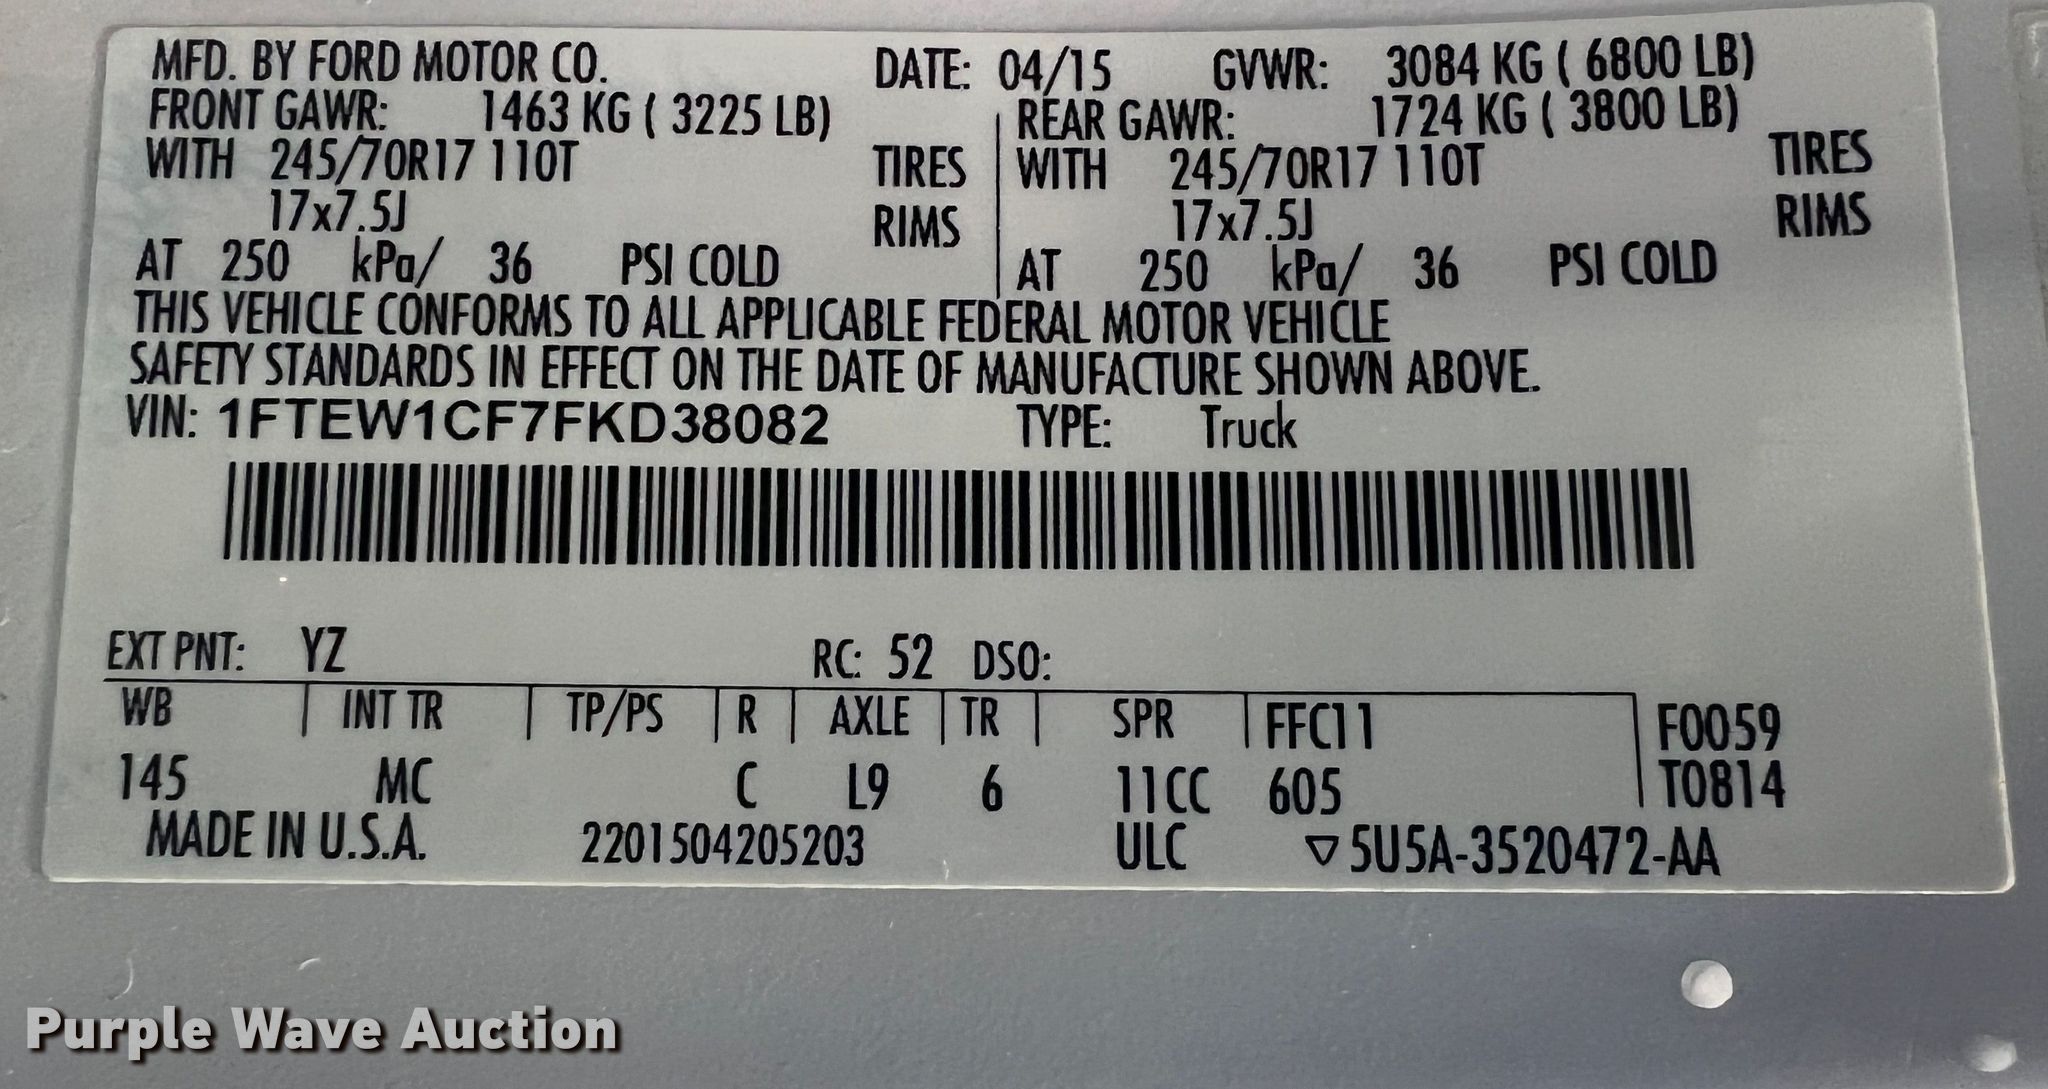 MFD. BY FORD MOTOR CO. DATE: 04/15 GVWR: 3084 KG ( 6800 LB)
FRONT GAWR: 1463 KG ( 3225 LB) REAR GAWR: 1724 KG ( 3800 LB)
WITH 245/70R17 110T TIRES WITH 245/70R17 110T TIRES
17x7.5J RIMS 17x7.5J RIMS
AT 250 kPa/ 36 PSI COLD AT 250 kPa/ 36 PSI COLD
THIS VEHICLE CONFORMS TO ALL APPLICABLE FEDERAL MOTOR VEHICLE
SAFETY STANDARDS IN EFFECT ON THE DATE OF MANUFACTURE SHOWN ABOVE.
VIN: 1FTEW1CF7FKD38082 TYPE: Truck
EXT PNT: YZ RC: 52 DSO:
WB INT TR TP/PS R AXLE TR SPR FFC11 F0059
145 MC C L9 6 11CC 605 T0814
MADE IN U.S.A. 2201504205203 ULC ▽5U5A-3520472-AA
Purple Wave Auction